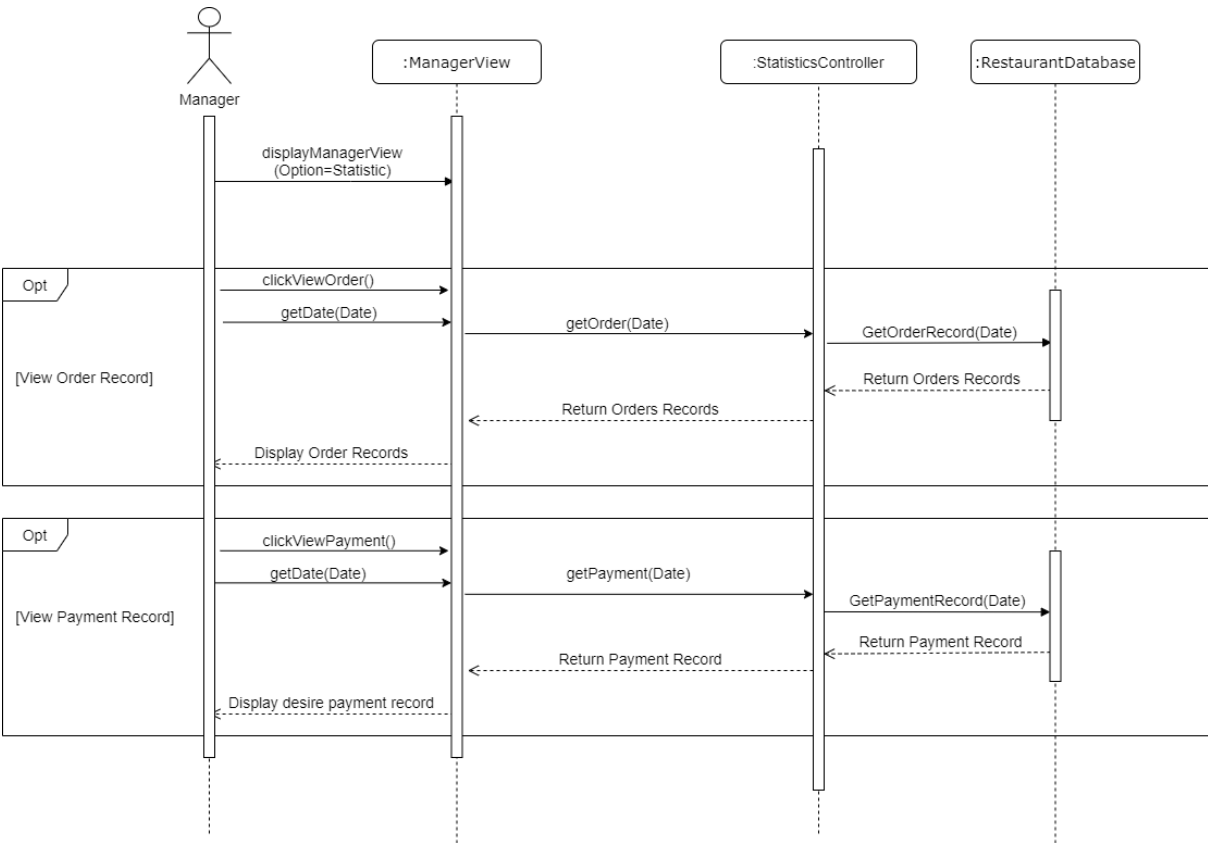 Manager
:ManagerView
:StatisticsController
:RestaurantDatabase
displayManagerView
(Option=Statistic)
Opt
clickViewOrder()
getDate(Date)
getOrder(Date)
GetOrderRecord(Date)
[View Order Record]
Return Orders Records
Return Orders Records
Display Order Records
Opt
clickViewPayment()
getDate(Date)
getPayment(Date)
GetPaymentRecord(Date)
[View Payment Record]
Return Payment Record
Return Payment Record
Display desire payment record